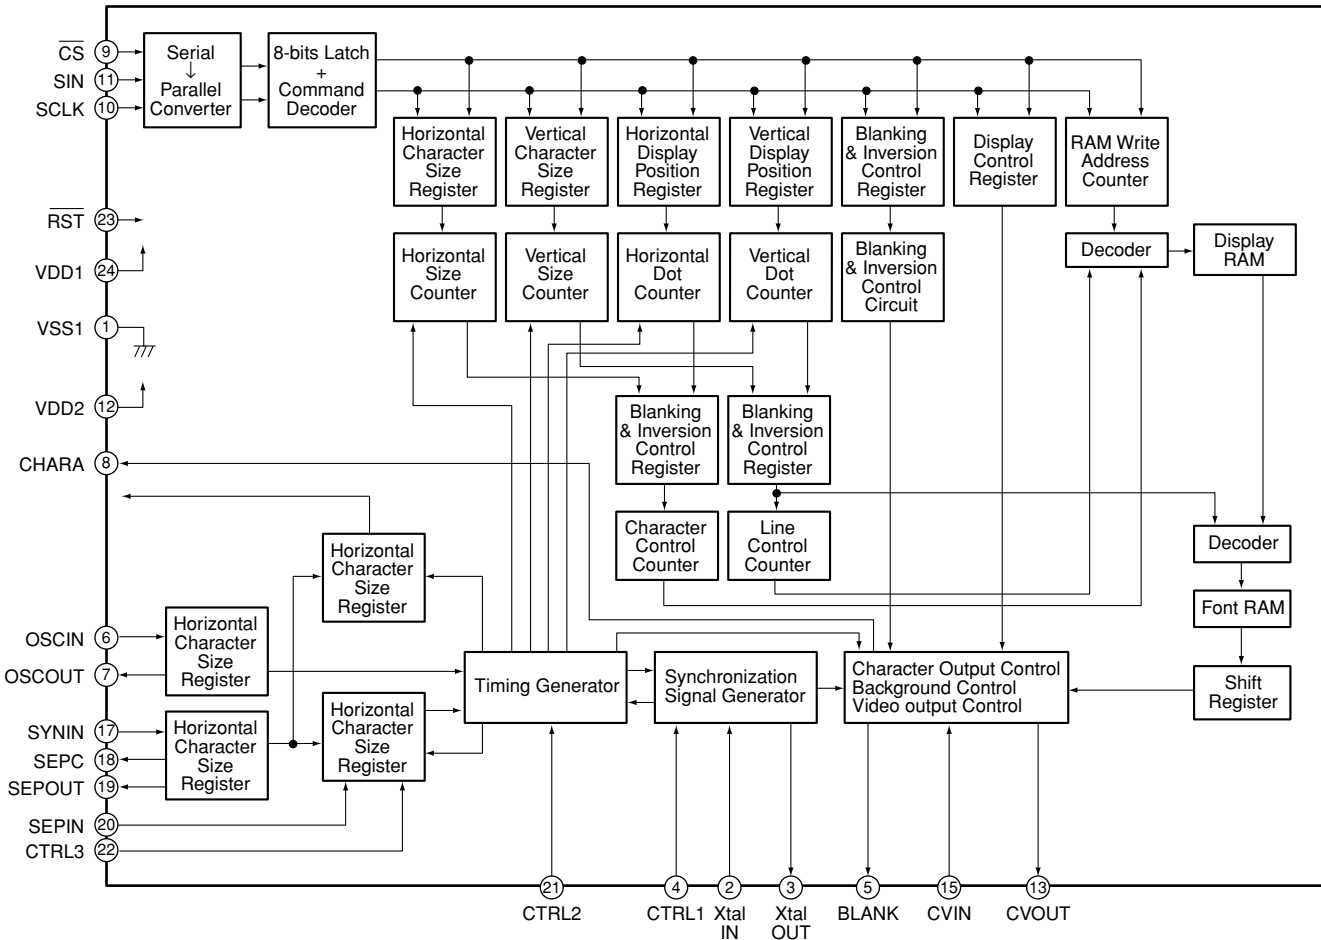 CS
9
SIN
11
SCLK
10
Serial
↓
Parallel
Converter
8-bits Latch
+
Command
Decoder
Horizontal
Character
Size
Register
Vertical
Character
Size
Register
Horizontal
Display
Position
Register
Vertical
Display
Position
Register
Blanking
& Inversion
Control
Register
Display
Control
Register
RAM Write
Address
Counter
RST
23
VDD1
24
VSS1
1
VDD2
12
CHARA
8
Horizontal
Size
Counter
Vertical
Size
Counter
Horizontal
Dot
Counter
Vertical
Dot
Counter
Blanking
& Inversion
Control
Circuit
Decoder
Display
RAM
Blanking
& Inversion
Control
Register
Blanking
& Inversion
Control
Register
Character
Control
Counter
Line
Control
Counter
Decoder
Font RAM
Shift
Register
Horizontal
Character
Size
Register
OSCIN
6
OSCOUT
7
Horizontal
Character
Size
Register
SYNIN
17
SEPC
18
SEPOUT
19
Horizontal
Character
Size
Register
Horizontal
Character
Size
Register
SEPIN
20
CTRL3
22
Timing Generator
Synchronization
Signal Generator
Character Output Control
Background Control
Video output Control
21
CTRL2
4
CTRL1
2
Xtal
IN
3
Xtal
OUT
5
BLANK
15
CVIN
13
CVOUT